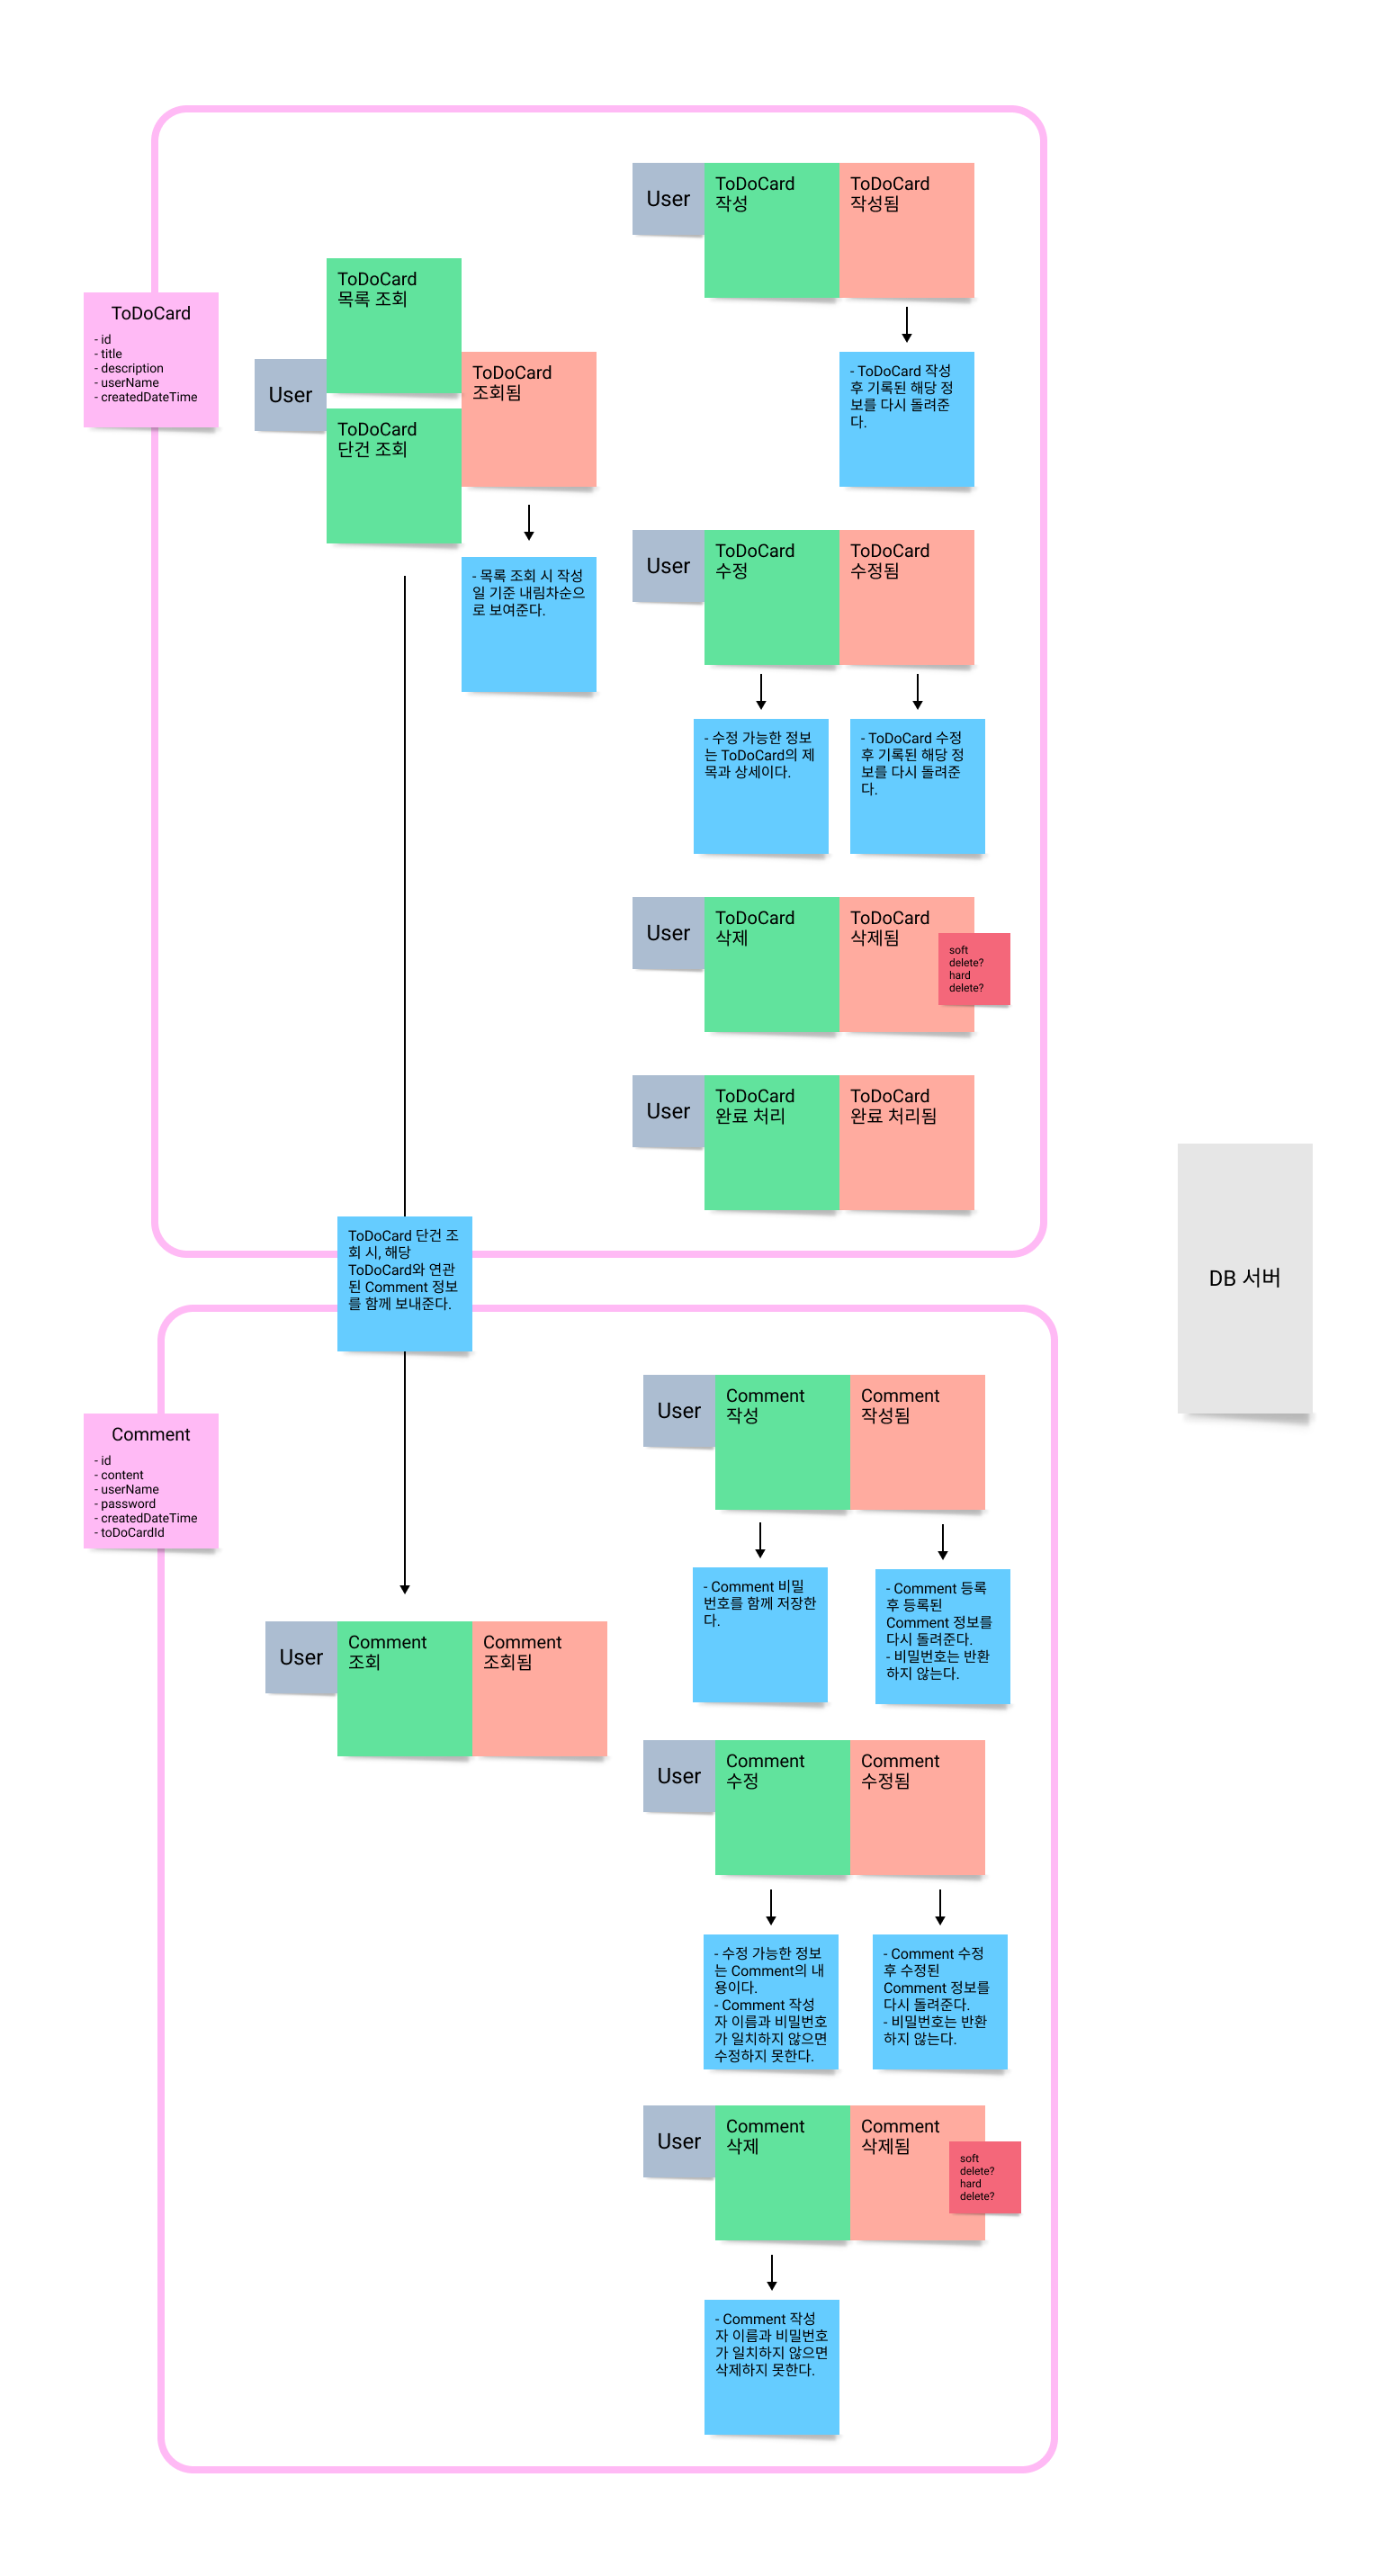 ToDoCard
- id
- title
- description
- userName
- createdDateTime
User
ToDoCard
목록 조회
ToDoCard
단건 조회
ToDoCard
조회됨
- 목록 조회 시 작성
일 기준 내림차순으
로 보여준다.
User
ToDoCard
작성
ToDoCard
작성됨
- ToDoCard 작성
후 기록된 해당 정
보를 다시 돌려준
다.
User
ToDoCard
수정
ToDoCard
수정됨
- 수정 가능한 정보
는 ToDoCard의 제
목과 상세이다.
- ToDoCard 수정
후 기록된 해당 정
보를 다시 돌려준
다.
User
ToDoCard
삭제
ToDoCard
삭제됨
soft
delete?
hard
delete?
User
ToDoCard
완료 처리
ToDoCard
완료 처리됨
ToDoCard 단건 조
회 시, 해당
ToDoCard와 연관
된 Comment 정보
를 함께 보내준다.
DB 서버
Comment
- id
- content
- userName
- password
- createdDateTime
- toDoCardId
User
Comment
조회
Comment
조회됨
User
Comment
작성
Comment
작성됨
- Comment 비밀
번호를 함께 저장한
다.
- Comment 등록
후 등록된
Comment 정보를
다시 돌려준다.
- 비밀번호는 반환
하지 않는다.
User
Comment
수정
Comment
수정됨
- 수정 가능한 정보
는 Comment의 내
용이다.
- Comment 작성
자 이름과 비밀번호
가 일치하지 않으면
수정하지 못한다.
- Comment 수정
후 수정된
Comment 정보를
다시 돌려준다.
- 비밀번호는 반환
하지 않는다.
User
Comment
삭제
Comment
삭제됨
soft
delete?
hard
delete?
- Comment 작성
자 이름과 비밀번호
가 일치하지 않으면
삭제하지 못한다.